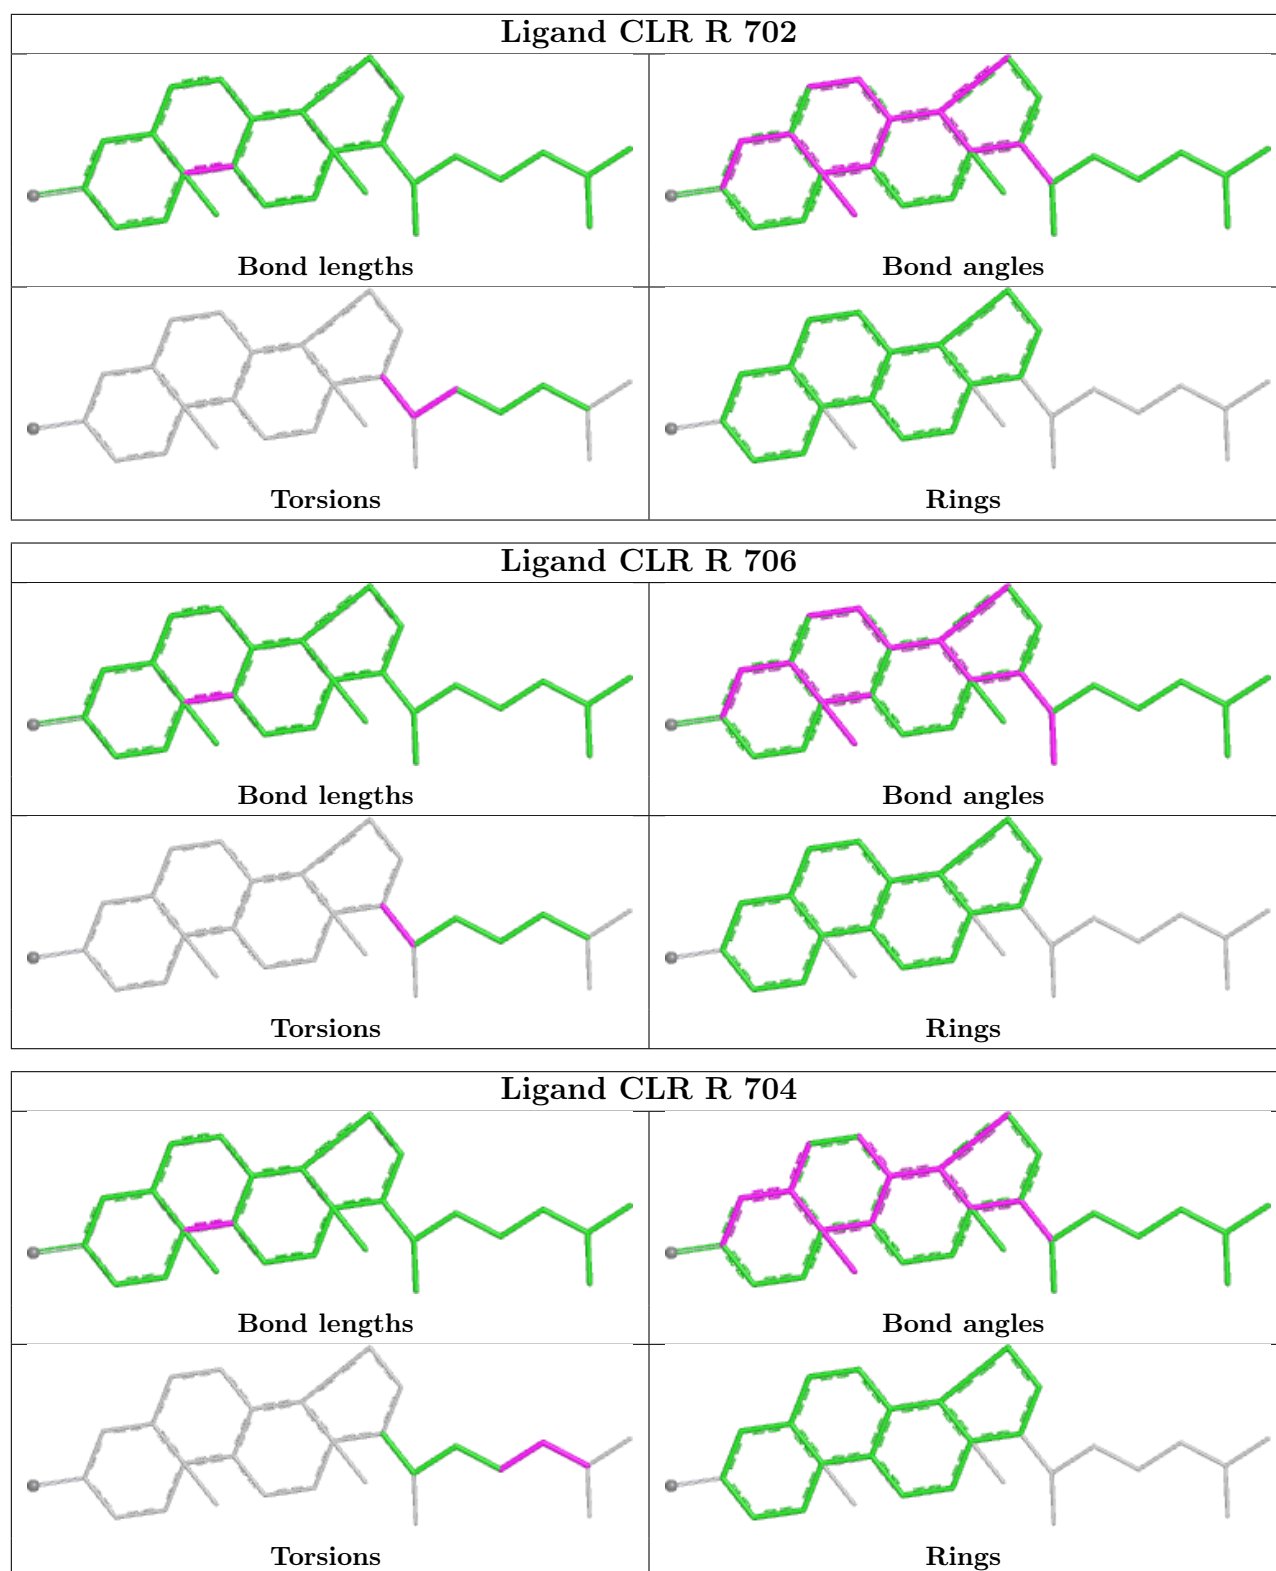 Ligand CLR R 702
Bond lengths
Bond angles
Torsions
Rings
Ligand CLR R 706
Bond lengths
Bond angles
Torsions
Rings
Ligand CLR R 704
Bond lengths
Bond angles
Torsions
Rings